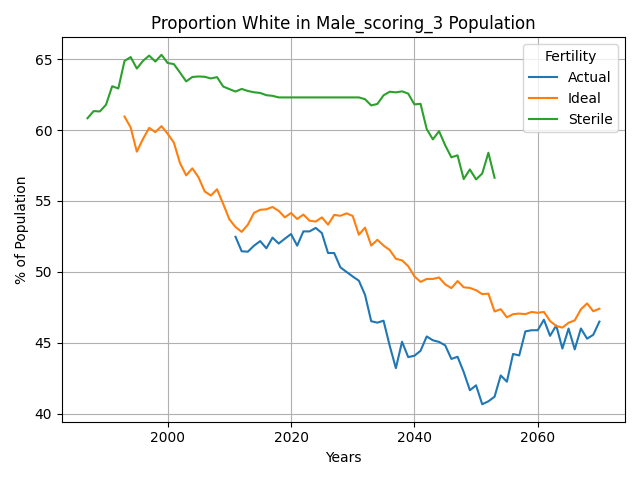 Proportion White in Male_scoring_3 Population
Fertility
Actual
Ideal
Sterile
% of Population
65
60
55
50
45
40
2000
2020
2040
2060
Years